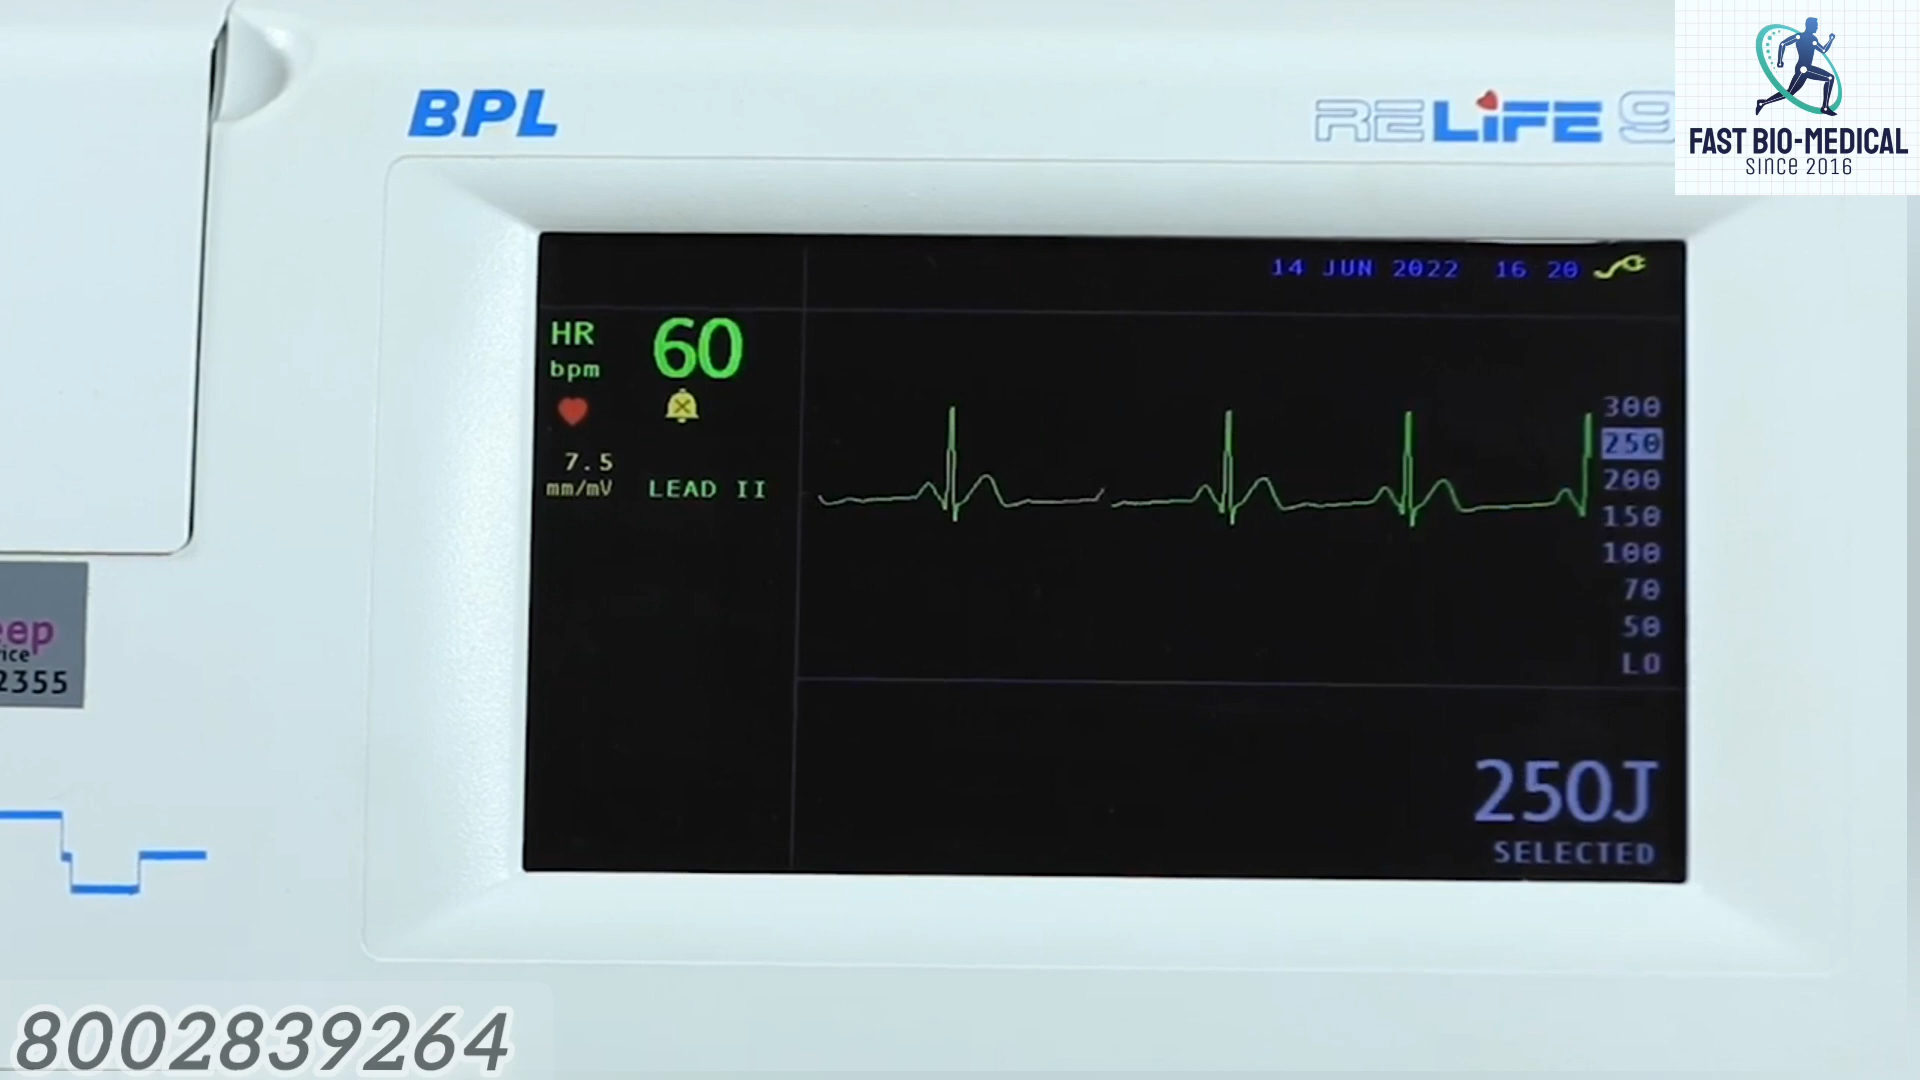 BPL
RELIFE 9
FAST BIO-MEDICAL
Since 2016
14 JUN 2022 16 20
HR
bpm
60
7.5
mm/mV
LEAD II
300
250
200
150
100
70
50
LO
250J
SELECTED
eep
ice
2355
8002839264